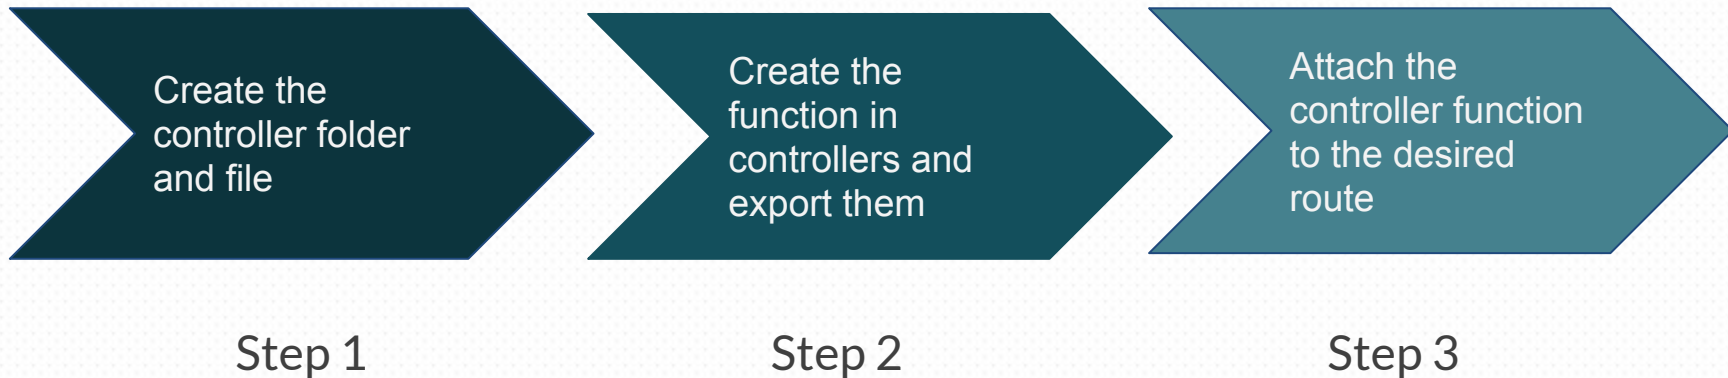 Create the
controller folder
and file
Create the
function in
controllers and
export them
Attach the
controller function
to the desired
route
Step 1
Step 2
Step 3